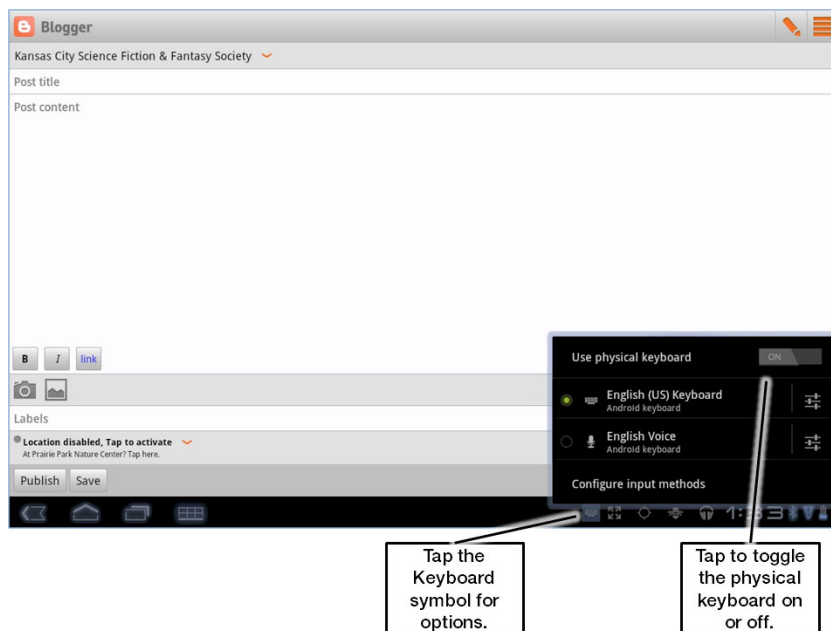 Blogger
Kansas City Science Fiction & Fantasy Society
Post title
Post content
B I link
Labels
Location disabled, Tap to activate
At Prairie Park Nature Center? Tap here.
Publish Save
Use physical keyboard ON
English (US) Keyboard
Android keyboard
English Voice
Android keyboard
Configure input methods
Tap the
Keyboard
symbol for
options.
Tap to toggle
the physical
keyboard on
or off.